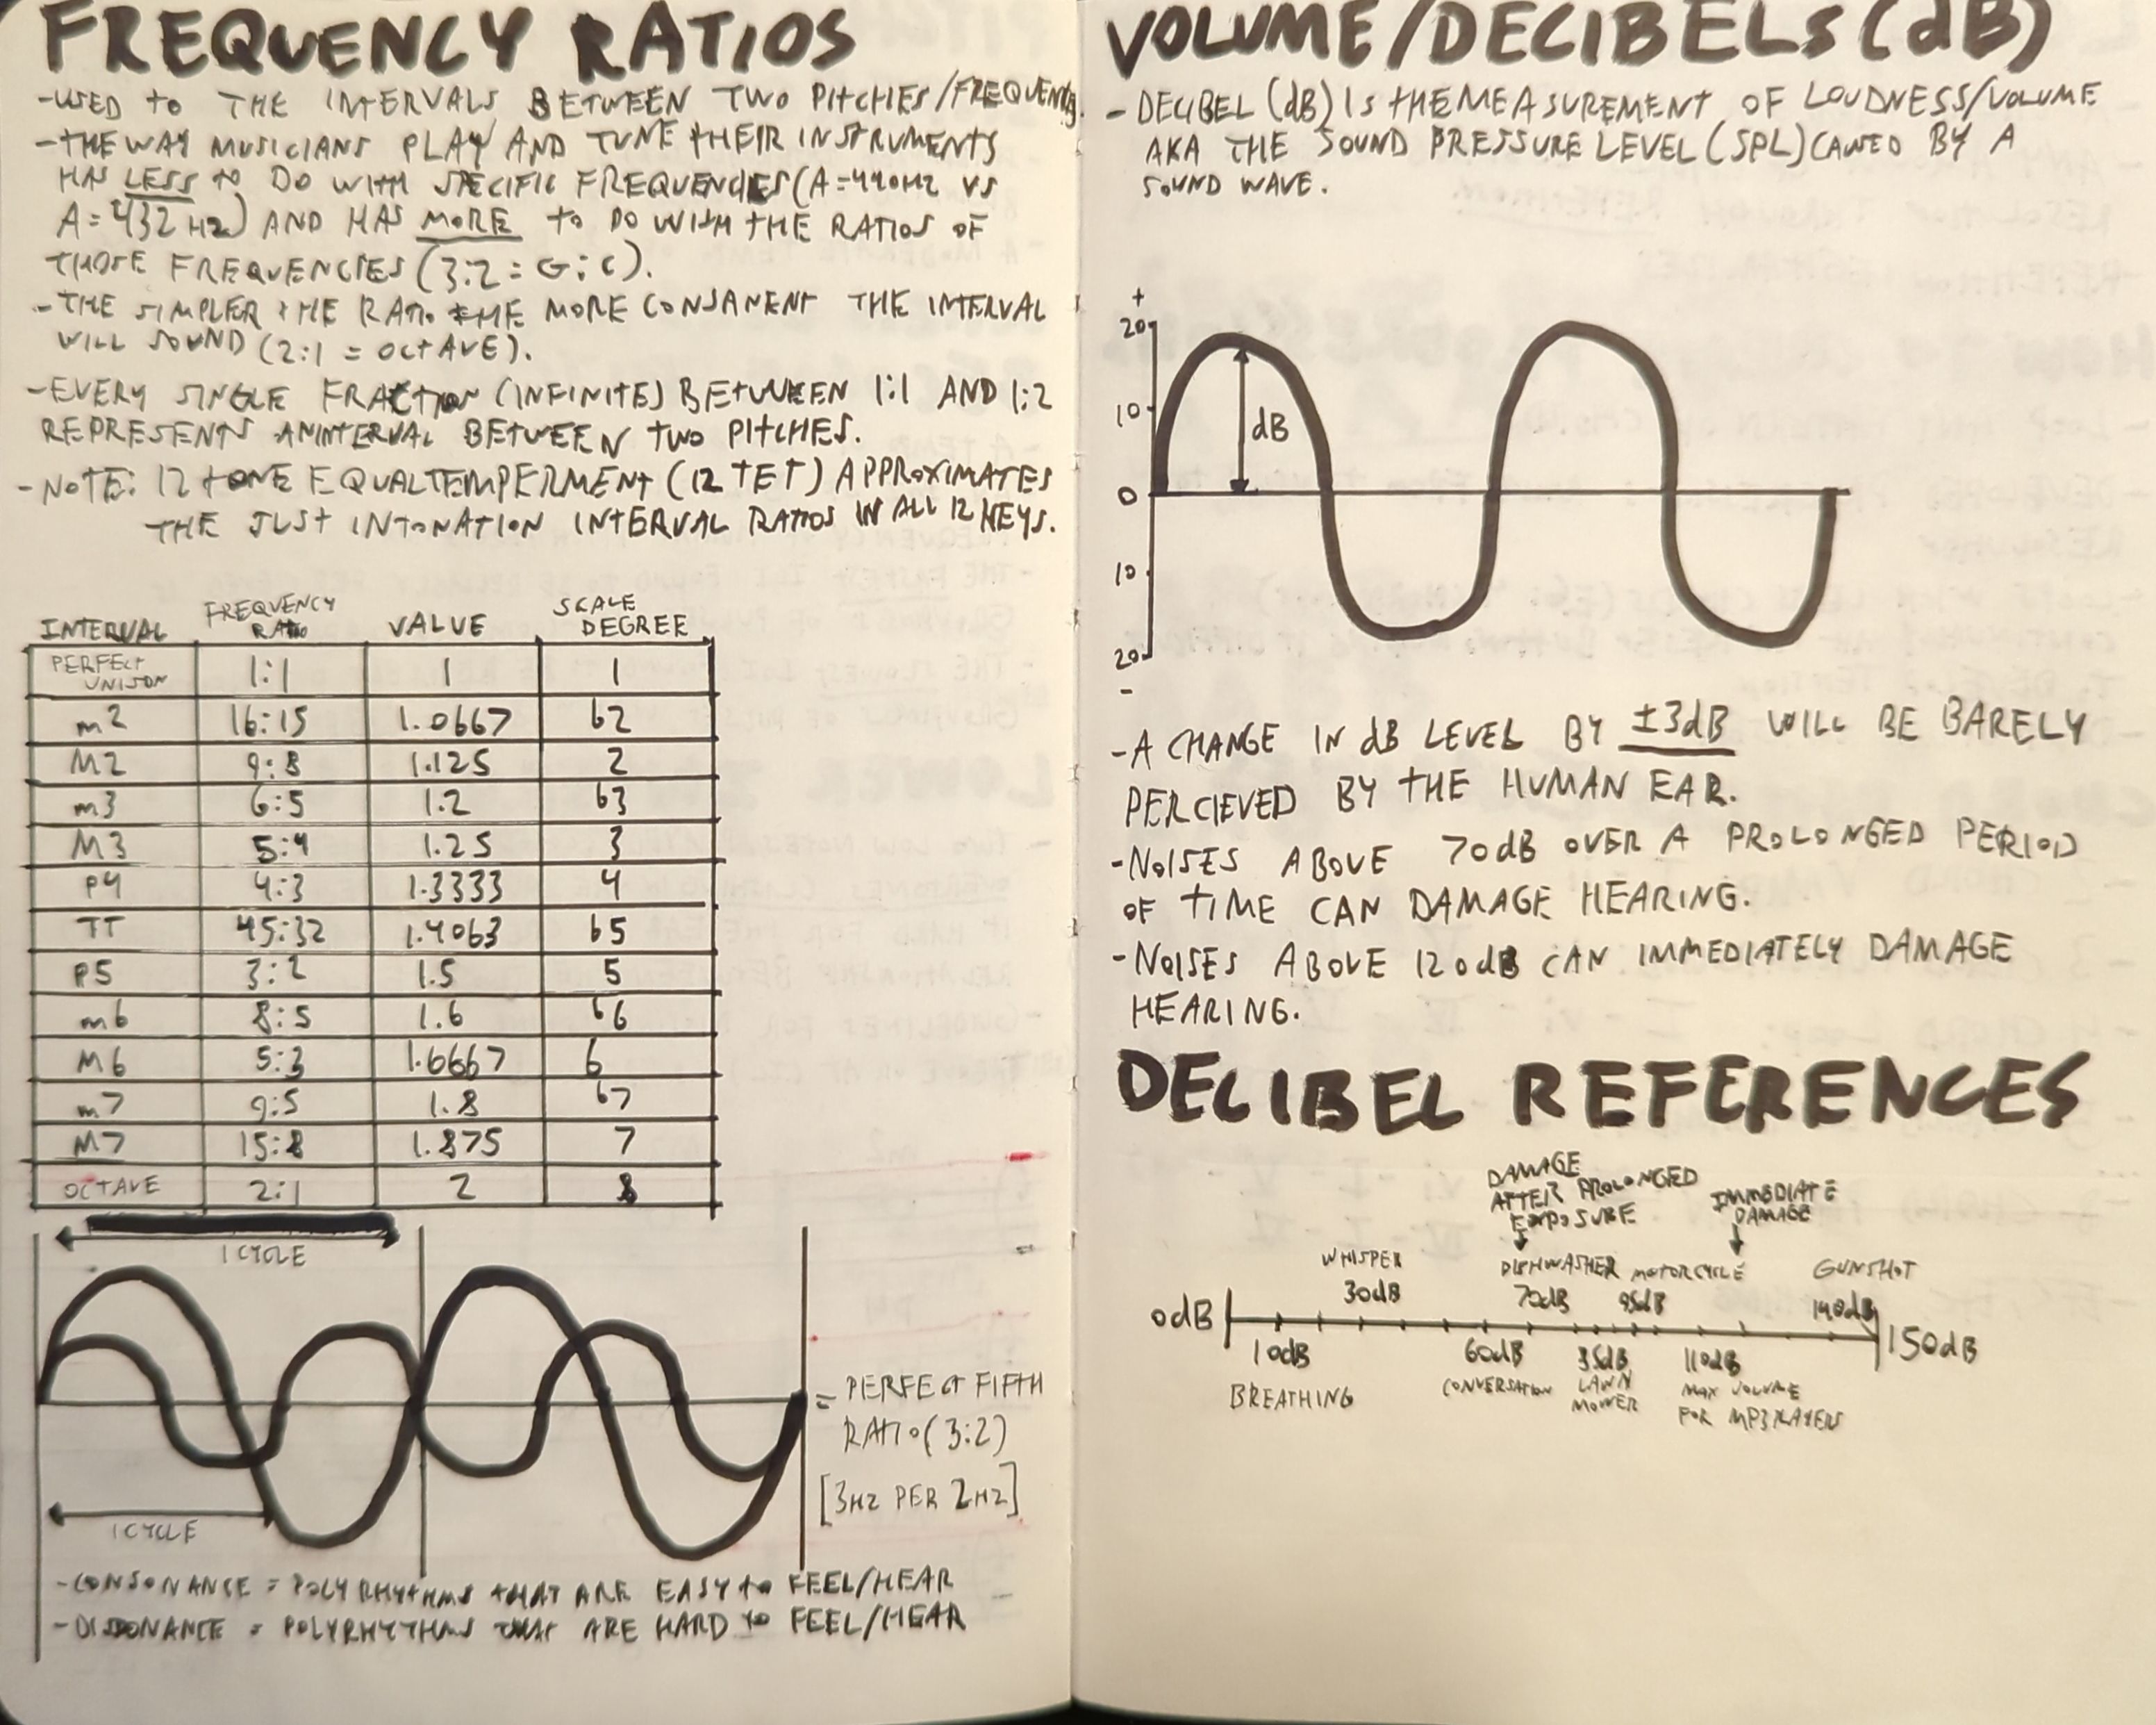 FREQUENCY RATIOS
-USED TO THE INTERVALS BETWEEN TWO PITCHES/FREQUENCY.
-THE WAY MUSICIANS PLAY AND TUNE THEIR INSTRUMENTS
HAS LESS TO DO WITH SPECIFIC FREQUENCIES (A=440HZ VS
A=432HZ) AND HAS MORE TO DO WITH THE RATIOS OF
THOSE FREQUENCIES (3:2 = G:C).
-THE SIMPLER THE RATIO THE MORE CONSANENT THE INTERVAL
WILL SOUND (2:1 = OCTAVE).
-EVERY SINGLE FRACTION (INFINITE) BETWEEN 1:1 AND 1:2
REPRESENTS AN INTERVAL BETWEEN TWO PITCHES.
-NOTE: 12 TONE EQUAL TEMPERMENT (12 TET) APPROXIMATES
THE JUST INTONATION INTERVAL RATIOS IN ALL 12 KEYS.
INTERVAL FREQUENCY RATIO VALUE SCALE DEGREE
PERFECT UNISON 1:1 1 1
m2 16:15 1.0667 b2
M2 9:8 1.125 2
m3 6:5 1.2 b3
M3 5:4 1.25 3
P4 4:3 1.3333 4
TT 45:32 1.4063 b5
P5 3:2 1.5 5
m6 8:5 1.6 b6
M6 5:3 1.6667 6
m7 9:5 1.8 b7
M7 15:8 1.875 7
OCTAVE 2:1 2 8
1 CYCLE
= PERFECT FIFTH
RATIO (3:2)
[3HZ PER 2HZ]
1 CYCLE
-CONSONANCE = POLYRHYTHMS THAT ARE EASY TO FEEL/HEAR
-DISSONANCE = POLYRHYTHMS THAT ARE HARD TO FEEL/HEAR
VOLUME/DECIBELS (dB)
-DECIBEL (dB) IS THE MEASUREMENT OF LOUDNESS/VOLUME
AKA THE SOUND PRESSURE LEVEL (SPL) CAUSED BY A
SOUND WAVE.
+
20
10
dB
0
10
20
-
-A CHANGE IN dB LEVEL BY ±3dB WILL BE BARELY
PERCIEVED BY THE HUMAN EAR.
-NOISES ABOVE 70dB OVER A PROLONGED PERIOD
OF TIME CAN DAMAGE HEARING.
-NOISES ABOVE 120dB CAN IMMEDIATELY DAMAGE
HEARING.
DECIBEL REFERENCES
DAMAGE
AFTER PROLONGED
EXPOSURE
IMMEDIATE
DAMAGE
WHISPER DISHWASHER MOTORCYCLE GUNSHOT
30dB 70dB 95dB 140dB
0dB 150dB
10dB 60dB 85dB 110dB
BREATHING CONVERSATION LAWN MAX VOLUME
MOWER FOR MP3 PLAYERS